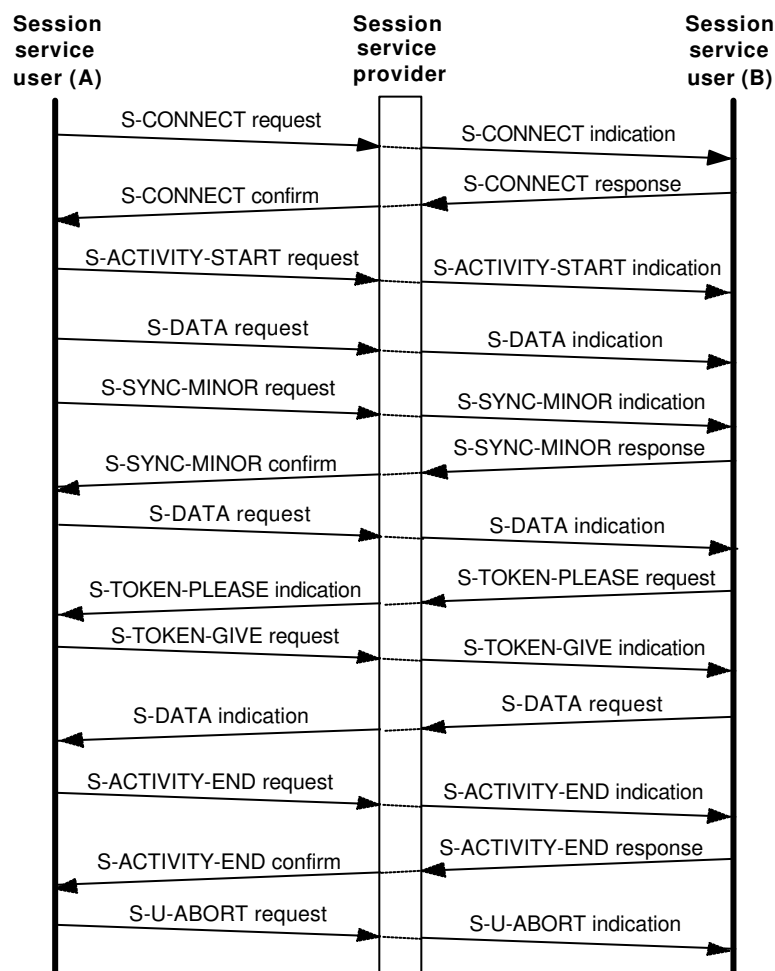 Session
service
user (A)
Session
service
provider
Session
service
user (B)
S-CONNECT request
S-CONNECT indication
S-CONNECT response
S-CONNECT confirm
S-ACTIVITY-START request
S-ACTIVITY-START indication
S-DATA request
S-DATA indication
S-SYNC-MINOR request
S-SYNC-MINOR indication
S-SYNC-MINOR response
S-SYNC-MINOR confirm
S-DATA request
S-DATA indication
S-TOKEN-PLEASE request
S-TOKEN-PLEASE indication
S-TOKEN-GIVE request
S-TOKEN-GIVE indication
S-DATA request
S-DATA indication
S-ACTIVITY-END request
S-ACTIVITY-END indication
S-ACTIVITY-END response
S-ACTIVITY-END confirm
S-U-ABORT request
S-U-ABORT indication